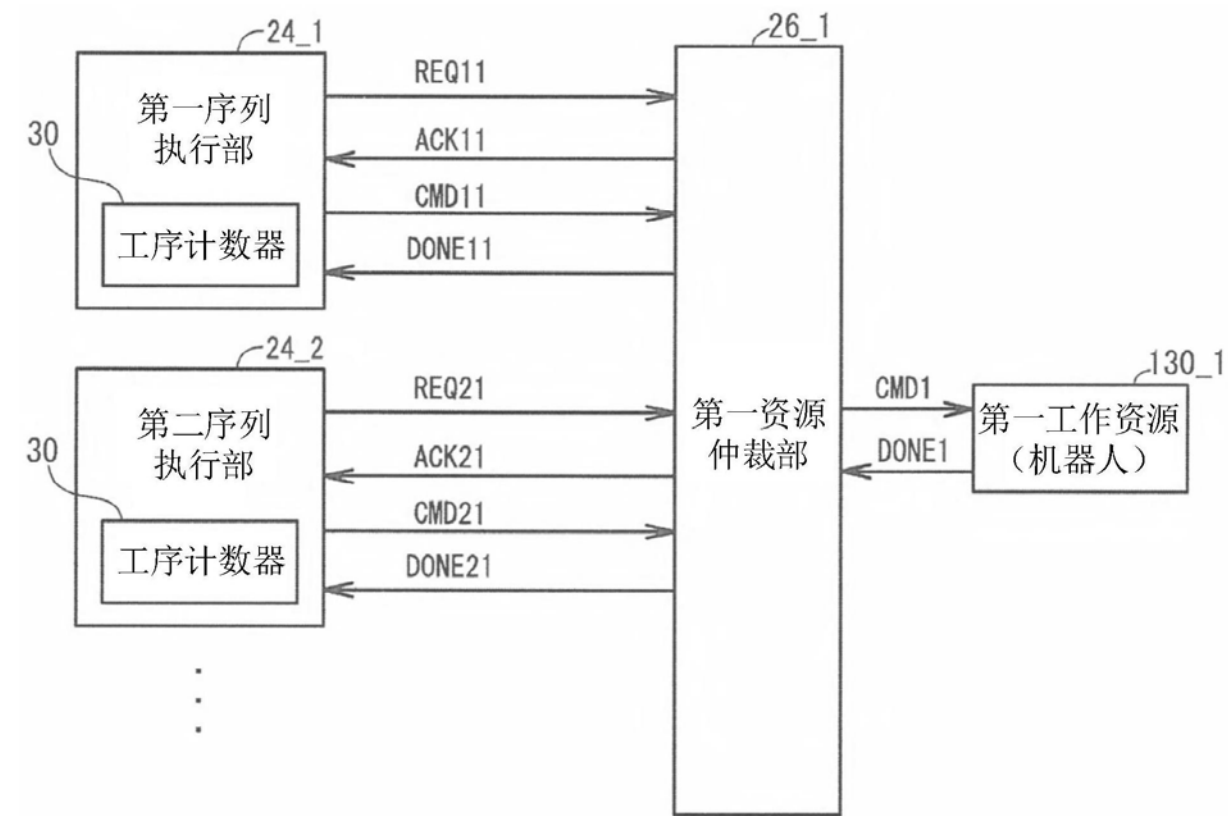 24_1
第一序列
执行部
30
工序计数器
REQ11
ACK11
CMD11
DONE11
24_2
第二序列
执行部
30
工序计数器
REQ21
ACK21
CMD21
DONE21
26_1
第一资源
仲裁部
CMD1
DONE1
130_1
第一工作资源
（机器人）